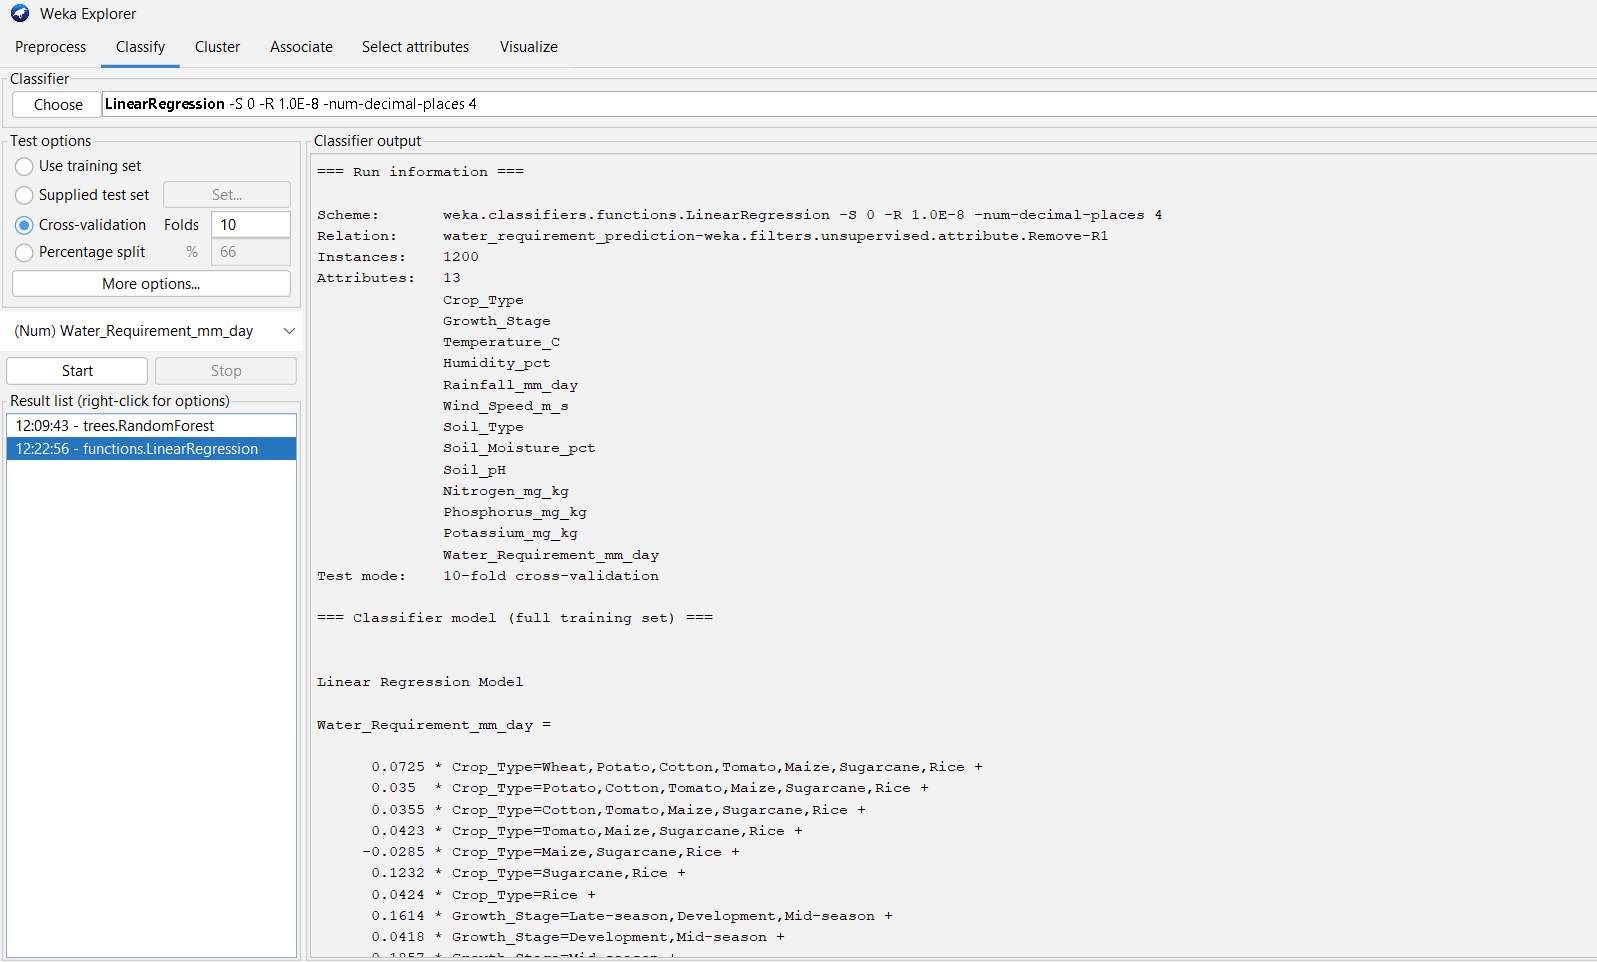 Weka Explorer
Preprocess Classify Cluster Associate Select attributes Visualize
Classifier
Choose LinearRegression -S 0 -R 1.0E-8 -num-decimal-places 4
Test options
Use training set
Supplied test set Set...
Cross-validation Folds 10
Percentage split % 66
More options...
(Num) Water_Requirement_mm_day
Start Stop
Result list (right-click for options)
12:09:43 - trees.RandomForest
12:22:56 - functions.LinearRegression
Classifier output
=== Run information ===
Scheme: weka.classifiers.functions.LinearRegression -S 0 -R 1.0E-8 -num-decimal-places 4
Relation: water_requirement_prediction-weka.filters.unsupervised.attribute.Remove-R1
Instances: 1200
Attributes: 13
Crop_Type
Growth_Stage
Temperature_C
Humidity_pct
Rainfall_mm_day
Wind_Speed_m_s
Soil_Type
Soil_Moisture_pct
Soil_pH
Nitrogen_mg_kg
Phosphorus_mg_kg
Potassium_mg_kg
Water_Requirement_mm_day
Test mode: 10-fold cross-validation
=== Classifier model (full training set) ===
Linear Regression Model
Water_Requirement_mm_day =
0.0725 * Crop_Type=Wheat,Potato,Cotton,Tomato,Maize,Sugarcane,Rice +
0.035 * Crop_Type=Potato,Cotton,Tomato,Maize,Sugarcane,Rice +
0.0355 * Crop_Type=Cotton,Tomato,Maize,Sugarcane,Rice +
0.0423 * Crop_Type=Tomato,Maize,Sugarcane,Rice +
-0.0285 * Crop_Type=Maize,Sugarcane,Rice +
0.1232 * Crop_Type=Sugarcane,Rice +
0.0424 * Crop_Type=Rice +
0.1614 * Growth_Stage=Late-season,Development,Mid-season +
0.0418 * Growth_Stage=Development,Mid-season +